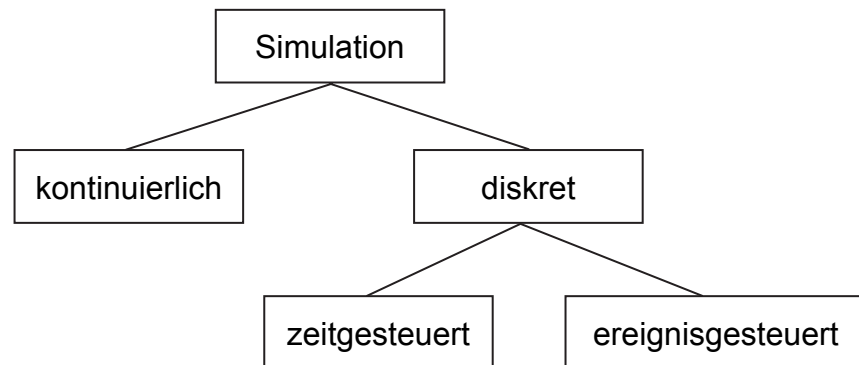 Simulation
kontinuierlich
diskret
zeitgesteuert
ereignisgesteuert